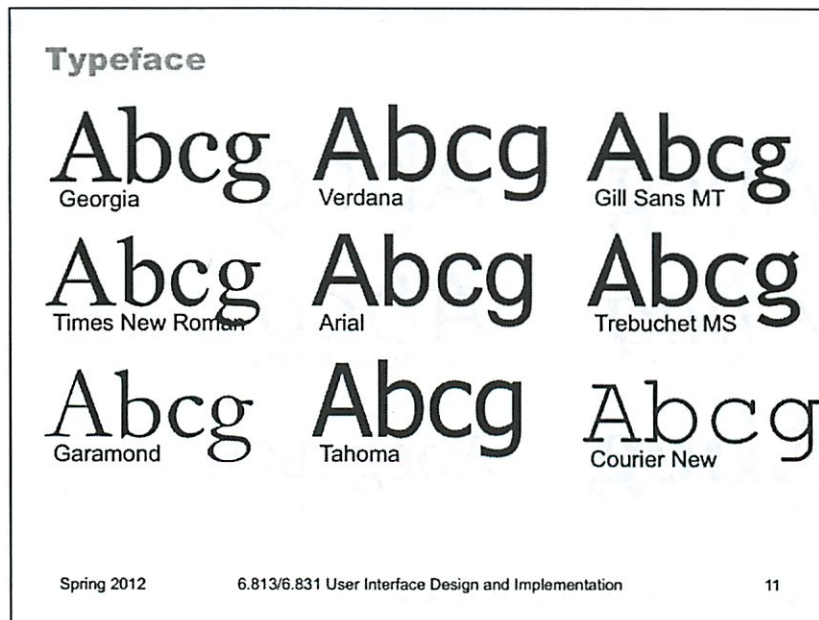 Typeface
Abcg Abcg Abcg
Georgia Verdana Gill Sans MT
Abcg Abcg Abcg
Times New Roman Arial Trebuchet MS
Abcg Abcg Abcg
Garamond Tahoma Courier New
Spring 2012 6.813/6.831 User Interface Design and Implementation 11